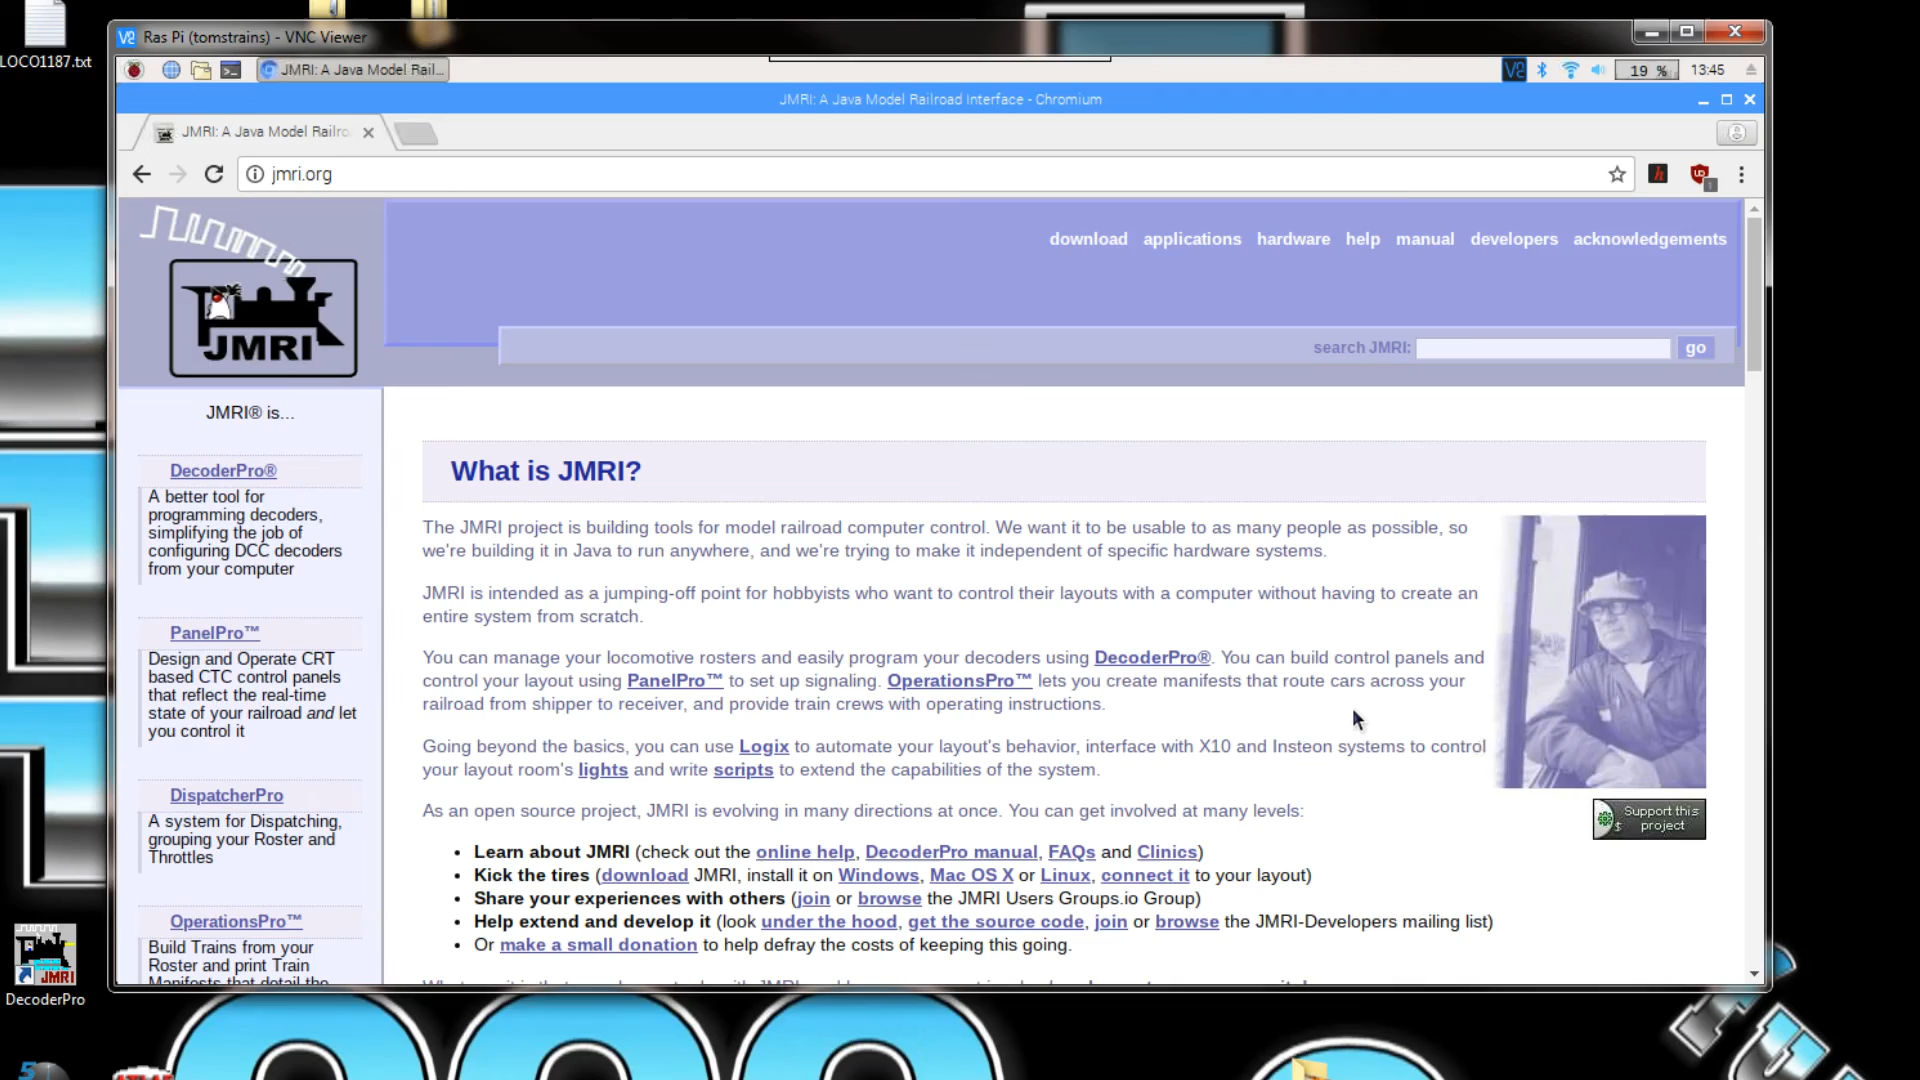 LOCO1187.txt
Ras Pi (tomstrains) - VNC Viewer
JMRI: A Java Model Rail...
19 %
13:45
JMRI: A Java Model Railroad Interface - Chromium
JMRI: A Java Model Railro
jmri.org
download applications hardware help manual developers acknowledgements
JMRI
search JMRI: go
JMRI® is...
DecoderPro®
A better tool for
programming decoders,
simplifying the job of
configuring DCC decoders
from your computer
PanelPro™
Design and Operate CRT
based CTC control panels
that reflect the real-time
state of your railroad and let
you control it
DispatcherPro
A system for Dispatching,
grouping your Roster and
Throttles
OperationsPro™
Build Trains from your
Roster and print Train
Manifests that detail the
What is JMRI?
The JMRI project is building tools for model railroad computer control. We want it to be usable to as many people as possible, so
we're building it in Java to run anywhere, and we're trying to make it independent of specific hardware systems.
JMRI is intended as a jumping-off point for hobbyists who want to control their layouts with a computer without having to create an
entire system from scratch.
You can manage your locomotive rosters and easily program your decoders using DecoderPro®. You can build control panels and
control your layout using PanelPro™ to set up signaling. OperationsPro™ lets you create manifests that route cars across your
railroad from shipper to receiver, and provide train crews with operating instructions.
Going beyond the basics, you can use Logix to automate your layout's behavior, interface with X10 and Insteon systems to control
your layout room's lights and write scripts to extend the capabilities of the system.
As an open source project, JMRI is evolving in many directions at once. You can get involved at many levels:
• Learn about JMRI (check out the online help, DecoderPro manual, FAQs and Clinics)
• Kick the tires (download JMRI, install it on Windows, Mac OS X or Linux, connect it to your layout)
• Share your experiences with others (join or browse the JMRI Users Groups.io Group)
• Help extend and develop it (look under the hood, get the source code, join or browse the JMRI-Developers mailing list)
• Or make a small donation to help defray the costs of keeping this going.
Support this
project
JMRI
DecoderPro